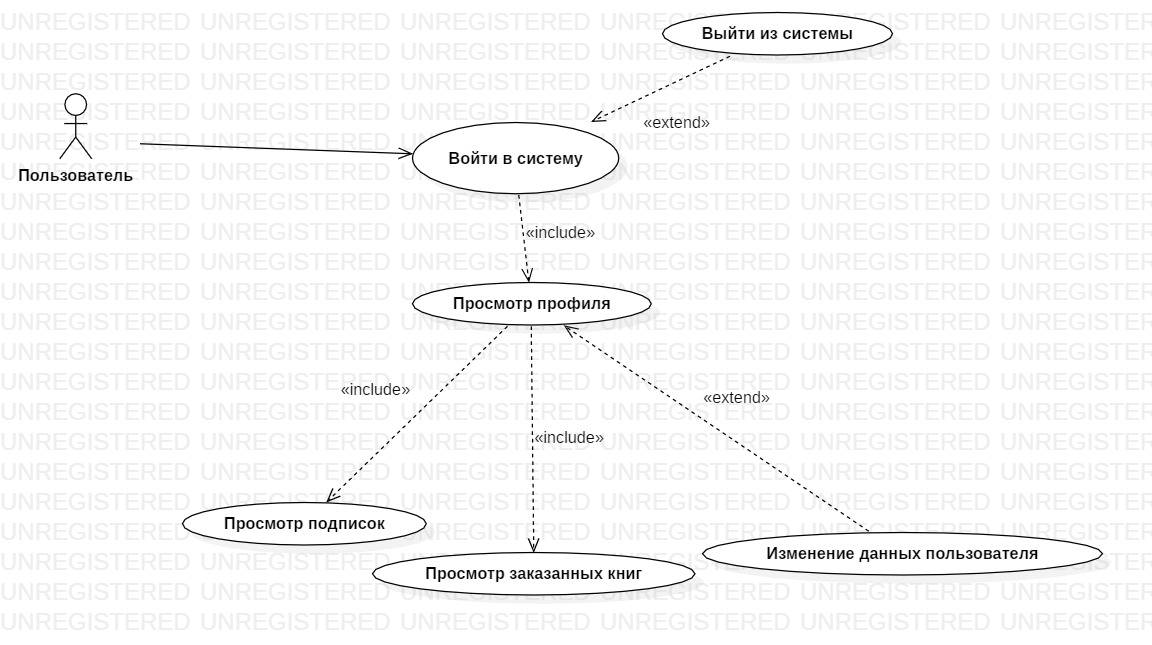 Выйти из системы
«extend»
Войти в систему
Пользователь
«include»
Просмотр профиля
«include»
«extend»
«include»
Просмотр подписок
Изменение данных пользователя
Просмотр заказанных книг
UNREGISTERED